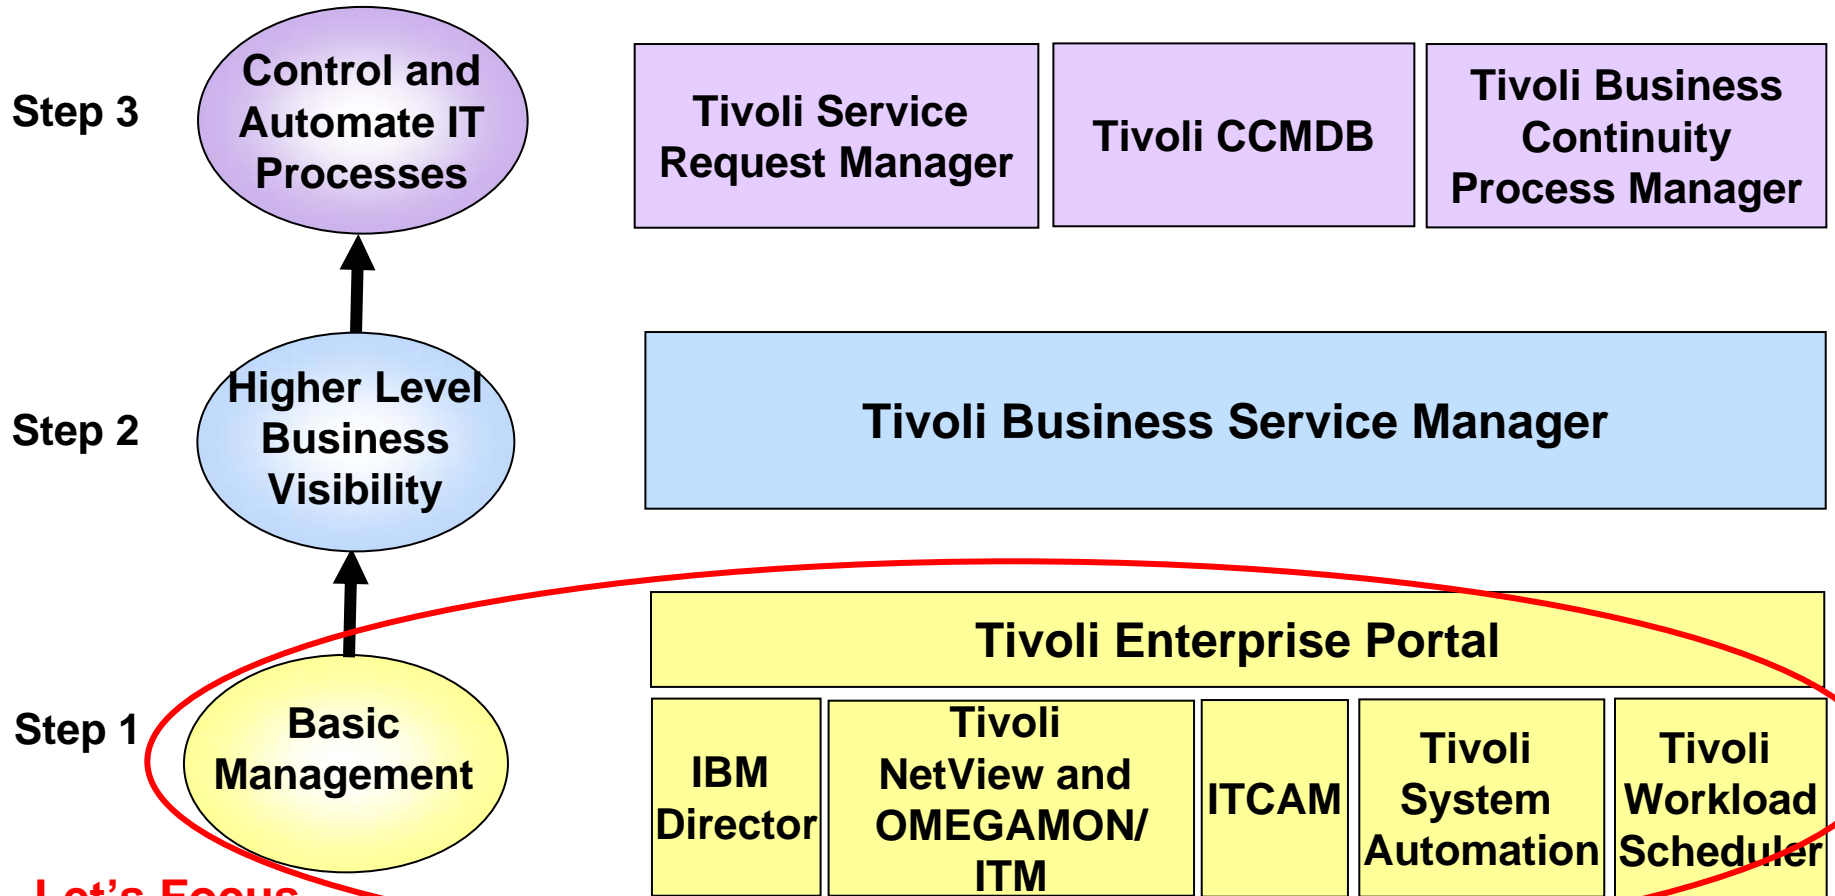 Step 3
Control and
Automate IT
Processes
Tivoli Service
Request Manager
Tivoli CCMDB
Tivoli Business
Continuity
Process Manager
Step 2
Higher Level
Business
Visibility
Tivoli Business Service Manager
Step 1
Basic
Management
Tivoli Enterprise Portal
IBM
Director
Tivoli
NetView and
OMEGAMON/
ITM
ITCAM
Tivoli
System
Automation
Tivoli
Workload
Scheduler
Let's Focus